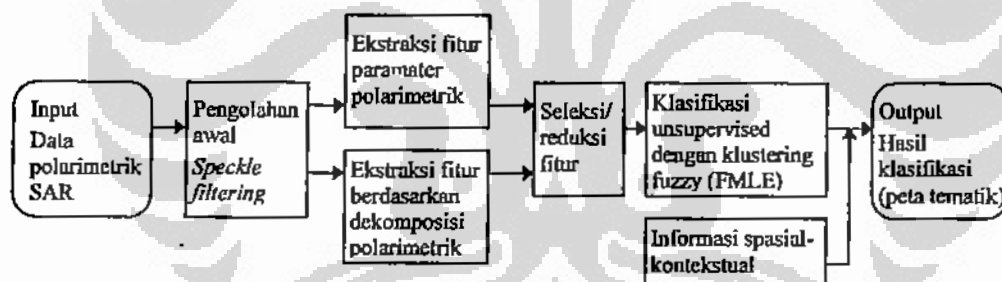 Input
Data
polarimetrik
SAR
Pengolahan
awal
Speckle
filtering
Ekstraksi fitur
paramater
polarimetrik
Ekstraksi fitur
berdasarkan
dekomposisi
polarimetrik
Seleksi/
reduksi
fitur
Klasifikasi
unsupervised
dengan klustering
fuzzy (FMLE)
Informasi spasial-
kontekstual
Output
Hasil
klasifikasi
(peta tematik)